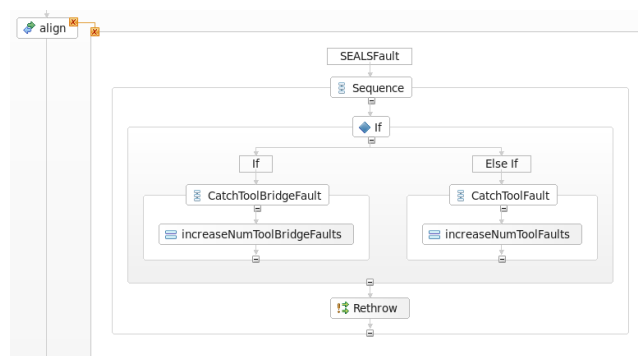 align
SEALSFault
Sequence
If
If
Else If
CatchToolBridgeFault
CatchToolFault
increaseNumToolBridgeFaults
increaseNumToolFaults
Rethrow